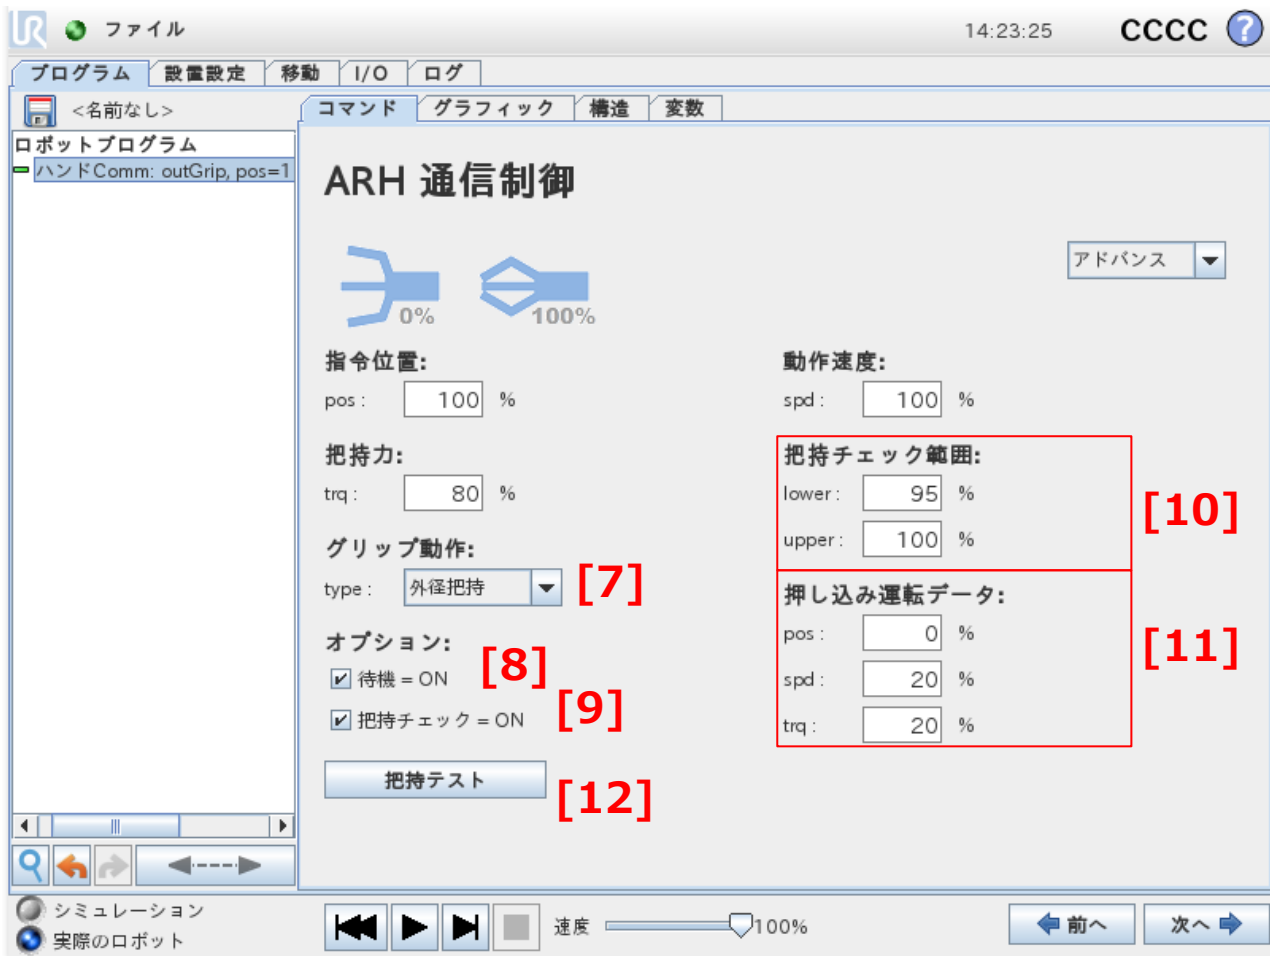 UR ファイル 14:23:25 CCCC ?
プログラム 設置設定 移動 I/O ログ
<名前なし> コマンド グラフィック 構造 変数
ロボットプログラム
ハンドComm: outGrip, pos=1
ARH 通信制御
アドバンス
0% 100%
指令位置: 動作速度:
pos : 100 % spd : 100 %
把持力: 把持チェック範囲:
trq : 80 % lower : 95 %
[10]
グリップ動作: upper : 100 %
type : 外径把持 [7] 押し込み運転データ:
オプション: pos : 0 %
[8] [11]
待機 = ON spd : 20 %
把持チェック = ON [9] trq : 20 %
把持テスト [12]
シミュレーション
実際のロボット
速度 100% 前へ 次へ